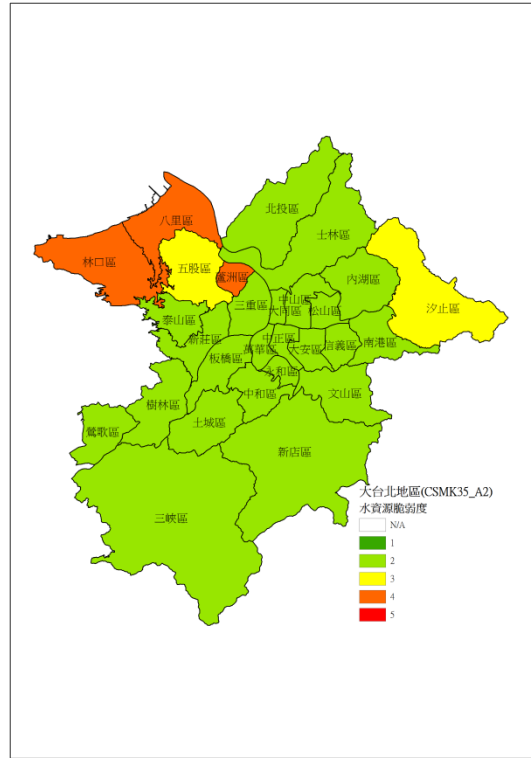 北投區
士林區
八里區
林口區
五股區
蘆洲區
內湖區
汐止區
三重區
中山區
大同區
松山區
泰山區
新莊區
中正區
萬華區
大安區
信義區
南港區
板橋區
永和區
中和區
文山區
樹林區
土城區
鶯歌區
新店區
三峽區
大台北地區(CSMK35_A2)
水資源脆弱度
N/A
1
2
3
4
5